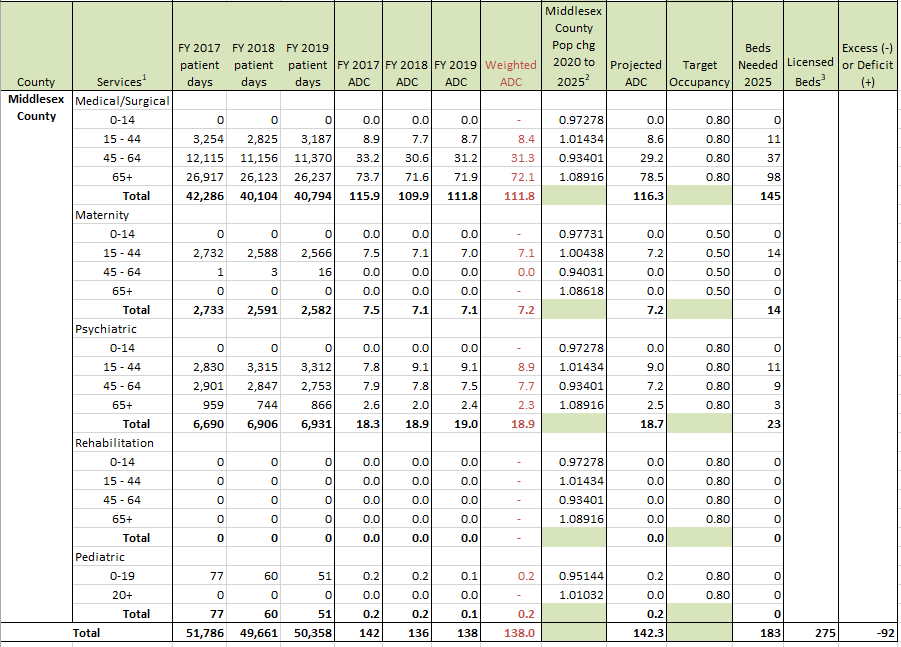 County Services1 FY 2017 patient days FY 2018 patient days FY 2019 patient days FY 2017 ADC FY 2018 ADC FY 2019 ADC Weighted ADC Middlesex County Pop chg 2020 to 20252 Projected ADC Target Occupancy Beds Needed 2025 Licensed Beds3 Excess (-) or Deficit (+)
Middlesex County Medical/Surgical
0-14 0 0 0 0.0 0.0 0.0 - 0.97278 0.0 0.80 0
15 - 44 3,254 2,825 3,187 8.9 7.7 8.7 8.4 1.01434 8.6 0.80 11
45 - 64 12,115 11,156 11,370 33.2 30.6 31.2 31.3 0.93401 29.2 0.80 37
65+ 26,917 26,123 26,237 73.7 71.6 71.9 72.1 1.08916 78.5 0.80 98
Total 42,286 40,104 40,794 115.9 109.9 111.8 111.8 116.3 145
Maternity
0-14 0 0 0 0.0 0.0 0.0 - 0.97731 0.0 0.50 0
15 - 44 2,732 2,588 2,566 7.5 7.1 7.0 7.1 1.00438 7.2 0.50 14
45 - 64 1 3 16 0.0 0.0 0.0 0.0 0.94031 0.0 0.50 0
65+ 0 0 0 0.0 0.0 0.0 - 1.08618 0.0 0.50 0
Total 2,733 2,591 2,582 7.5 7.1 7.1 7.2 7.2 14
Psychiatric
0-14 0 0 0 0.0 0.0 0.0 - 0.97278 0.0 0.80 0
15 - 44 2,830 3,315 3,312 7.8 9.1 9.1 8.9 1.01434 9.0 0.80 11
45 - 64 2,901 2,847 2,753 7.9 7.8 7.5 7.7 0.93401 7.2 0.80 9
65+ 959 744 866 2.6 2.0 2.4 2.3 1.08916 2.5 0.80 3
Total 6,690 6,906 6,931 18.3 18.9 19.0 18.9 18.7 23
Rehabilitation
0-14 0 0 0 0.0 0.0 0.0 - 0.97278 0.0 0.80 0
15 - 44 0 0 0 0.0 0.0 0.0 - 1.01434 0.0 0.80 0
45 - 64 0 0 0 0.0 0.0 0.0 - 0.93401 0.0 0.80 0
65+ 0 0 0 0.0 0.0 0.0 - 1.08916 0.0 0.80 0
Total 0 0 0 0.0 0.0 0.0 - 0.0 0
Pediatric
0-19 77 60 51 0.2 0.2 0.1 0.2 0.95144 0.2 0.80 0
20+ 0 0 0 0.0 0.0 0.0 - 1.01032 0.0 0.80 0
Total 77 60 51 0.2 0.2 0.1 0.2 0.2 0
Total 51,786 49,661 50,358 142 136 138 138.0 142.3 183 275 -92